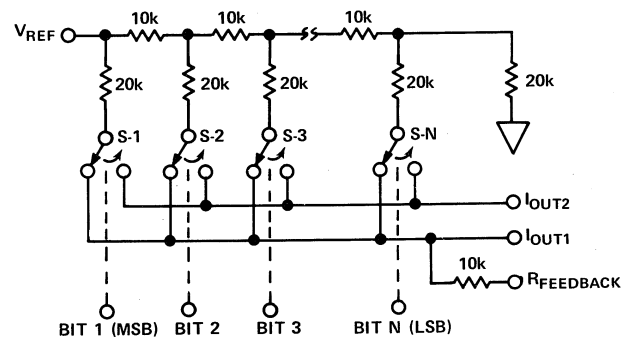 10k 10k 10k
VREF
20k 20k 20k 20k 20k
S-1 S-2 S-3 S-N
IOUT2
IOUT1
10k
RFEEDBACK
BIT 1 (MSB) BIT 2 BIT 3 BIT N (LSB)